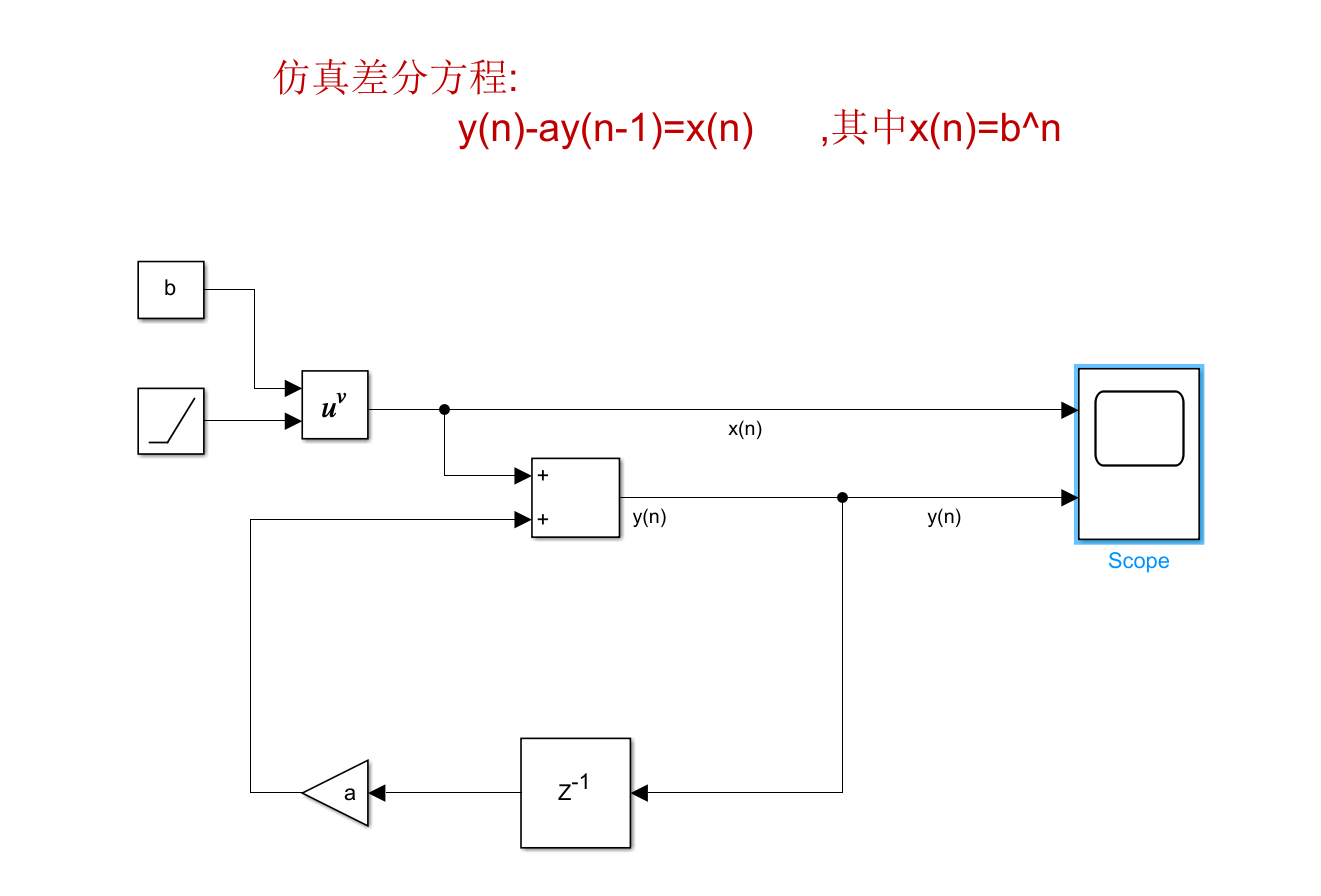 仿真差分方程:
y(n)-ay(n-1)=x(n) ,其中x(n)=b^n
b
u^v
x(n)
+
+
y(n)
y(n)
Scope
a
z^-1